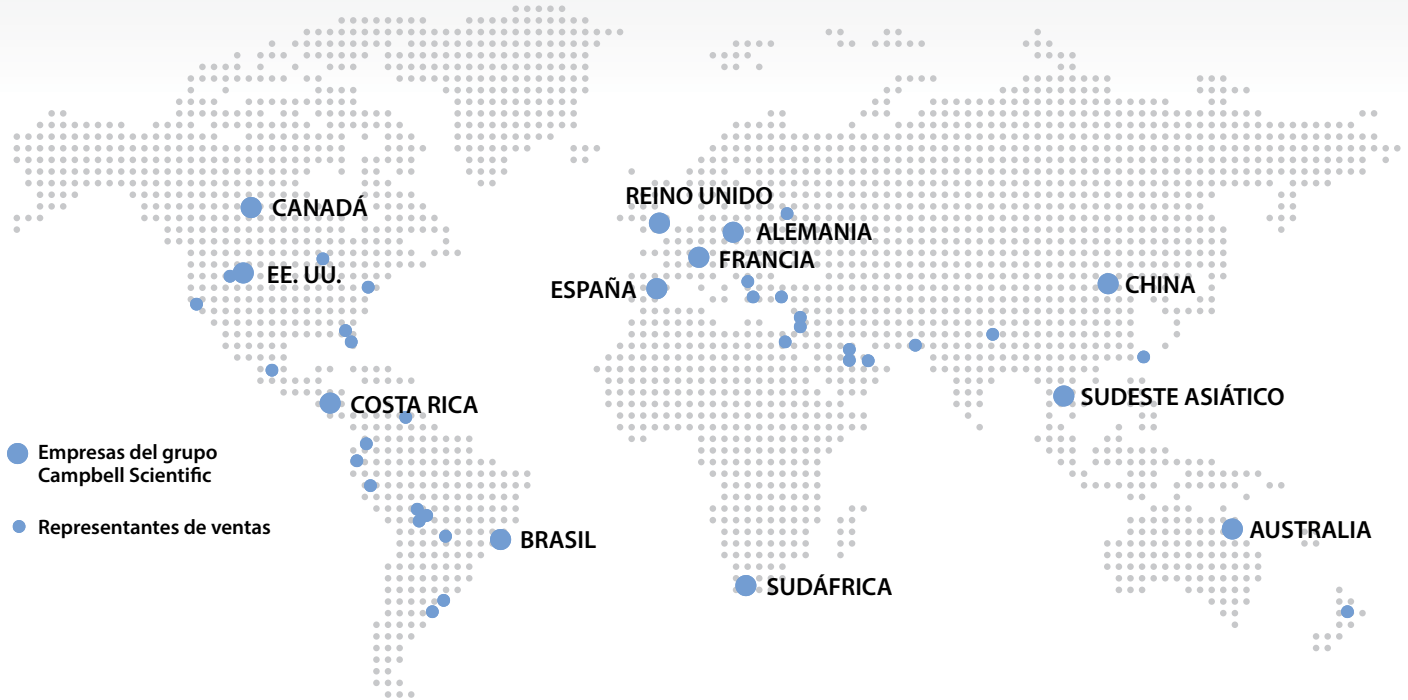 REINO UNIDO
CANADÁ
ALEMANIA
FRANCIA
EE. UU.
ESPAÑA
CHINA
SUDESTE ASIÁTICO
COSTA RICA
Empresas del grupo
Campbell Scientific
Representantes de ventas
BRASIL
AUSTRALIA
SUDÁFRICA